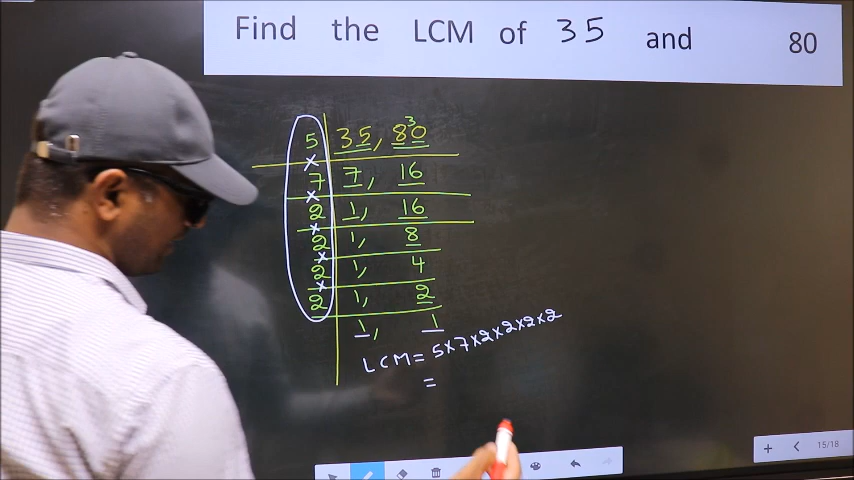 Find the LCM of 35 and 80
5 | 35, 8³0
×
7 | 7, 16
×
2 | 1, 16
×
2 | 1, 8
×
2 | 1, 4
×
2 | 1, 2
1, 1
LCM = 5×7×2×2×2×2
=
15/18